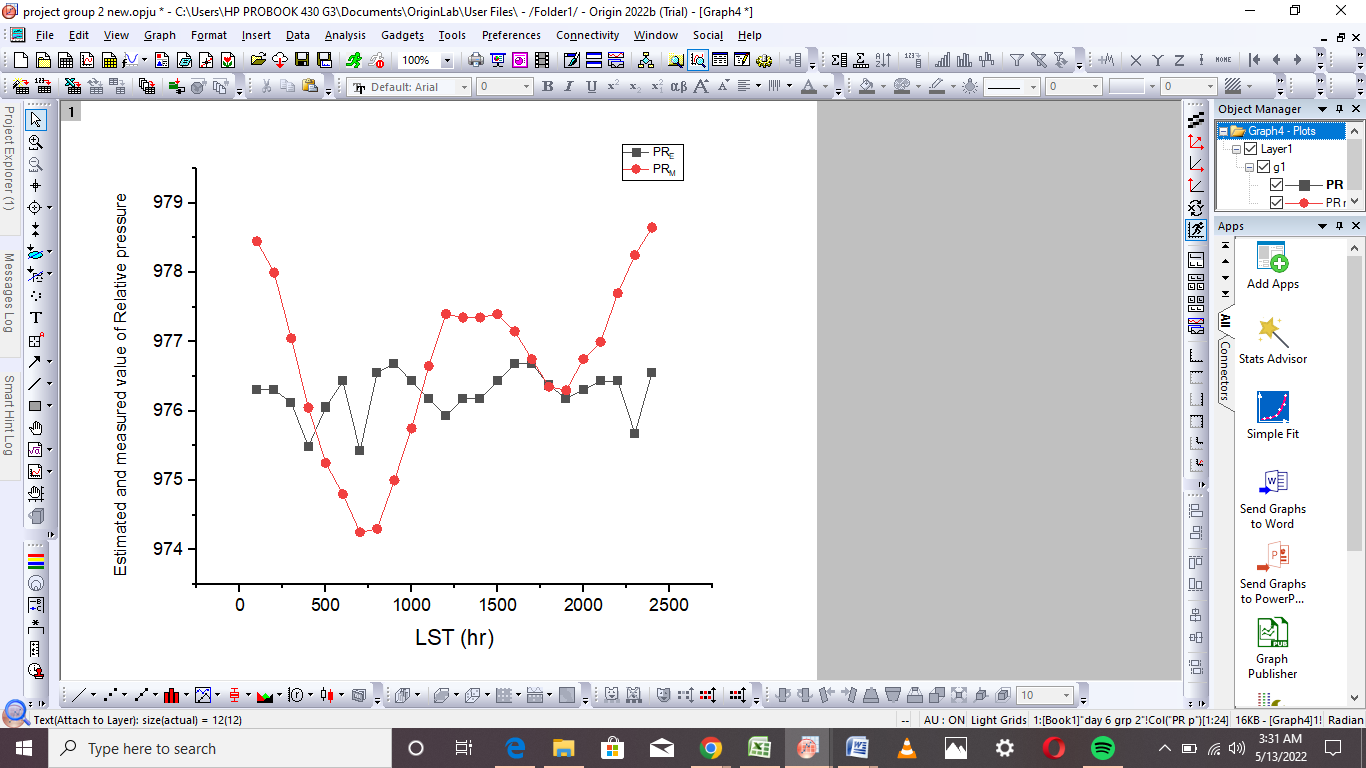 project group 2 new.opju * - C:\Users\HP PROBOOK 430 G3\Documents\OriginLab\User Files\ - /Folder1/ - Origin 2022b (Trial) - [Graph4 *]
File Edit View Graph Format Insert Data Analysis Gadgets Tools Preferences Connectivity Window Social Help
100%
X Y Z HOME
Default: Arial 0 B I U x² x₂ αβ A A A 0 0
Project Explorer (1)
Messages Log
Smart Hint Log
1
PRE
PRM
979
978
977
976
975
974
Estimated and measured value of Relative pressure
0 500 1000 1500 2000 2500
LST (hr)
Object Manager
Graph4 - Plots
Layer1
g1
PR
PR
Apps
All
Connectors
Add Apps
Stats Advisor
Simple Fit
Send Graphs
to Word
Send Graphs
to PowerP...
Graph
Publisher
10
Text(Attach to Layer): size(actual) = 12(12)
-- AU : ON Light Grids 1:[Book1]"day 6 grp 2"!Col("PR p")[1:24] 16KB - [Graph4]1! Radian
Type here to search
3:31 AM
5/13/2022